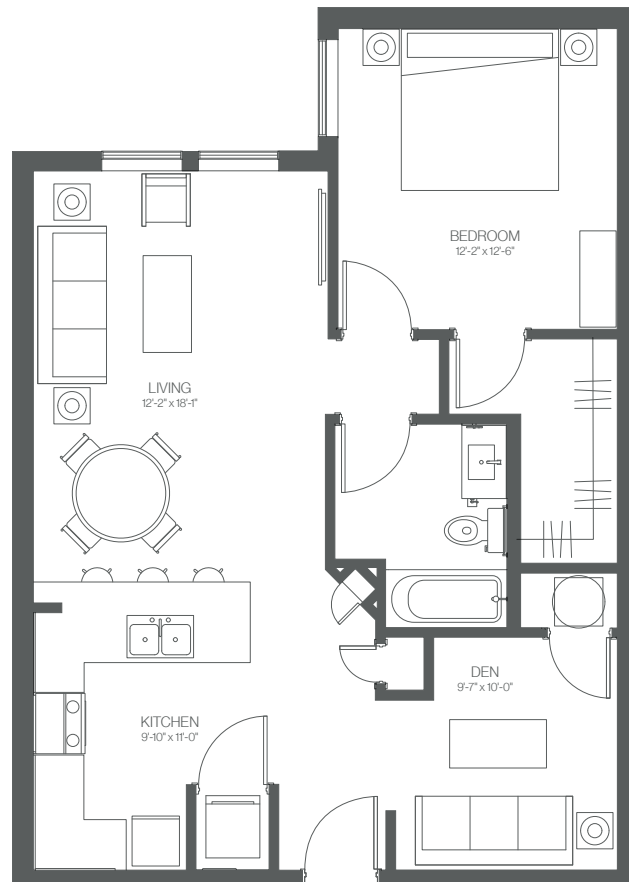 BEDROOM
12'-2" x 12'-6"
LIVING
12'-2" x 18'-1"
DEN
9'-7" x 10'-0"
KITCHEN
9'-10" x 11'-0"